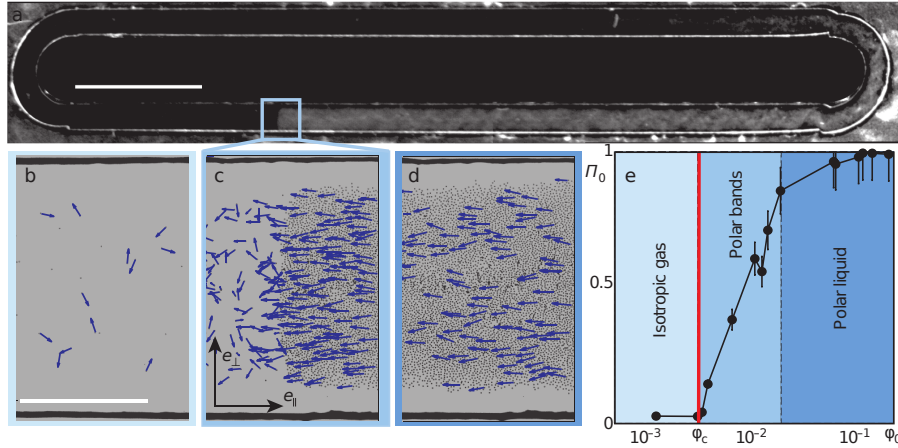 a
b
c
d
e⊥
e∥
Π₀
1
0.5
0
e
Isotropic gas
Polar bands
Polar liquid
10⁻³
φc
10⁻²
10⁻¹
φ₀